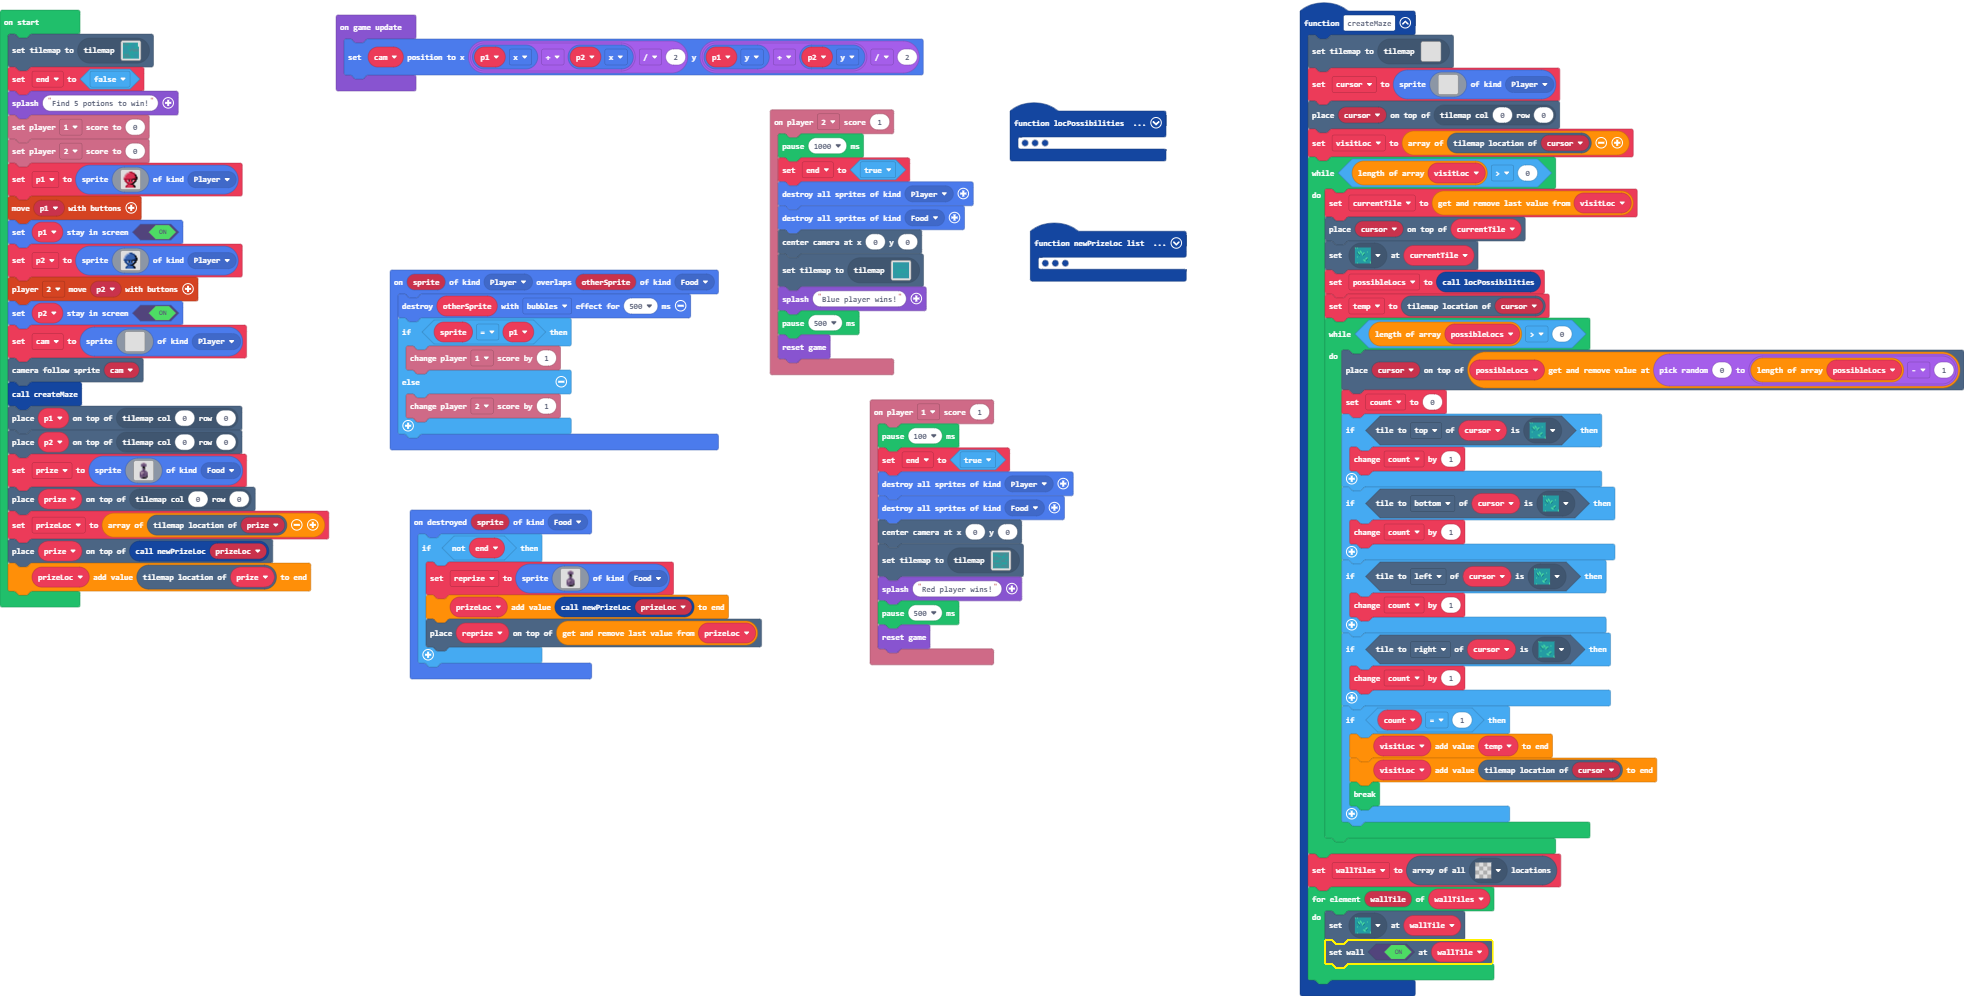 on start
set tilemap to tilemap
set end to false
splash "Find 5 potions to win!"
set player 1 score to 0
set player 2 score to 0
set p1 to sprite of kind Player
move p1 with buttons
set p1 stay in screen ON
set p2 to sprite of kind Player
player 2 move p2 with buttons
set p2 stay in screen ON
set cam to sprite of kind Player
camera follow sprite cam
call createMaze
place p1 on top of tilemap col 0 row 0
place p2 on top of tilemap col 0 row 0
set prize to sprite of kind Food
place prize on top of tilemap col 0 row 0
set prizeLoc to array of tilemap location of prize
place prize on top of call newPrizeLoc prizeLoc
prizeLoc add value tilemap location of prize to end
on game update
set cam position to x p1 x + p2 x / 2 y p1 y + p2 y / 2
on sprite of kind Player overlaps otherSprite of kind Food
destroy otherSprite with bubbles effect for 500 ms
if sprite = p1 then
change player 1 score by 1
else
change player 2 score by 1
on destroyed sprite of kind Food
if not end then
set reprize to sprite of kind Food
prizeLoc add value call newPrizeLoc prizeLoc to end
place reprize on top of get and remove last value from prizeLoc
on player 2 score 1
pause 1000 ms
set end to true
destroy all sprites of kind Player
destroy all sprites of kind Food
center camera at x 0 y 0
set tilemap to tilemap
splash "Blue player wins!"
pause 500 ms
reset game
on player 1 score 1
pause 100 ms
set end to true
destroy all sprites of kind Player
destroy all sprites of kind Food
center camera at x 0 y 0
set tilemap to tilemap
splash "Red player wins!"
pause 500 ms
reset game
function locPossibilities ...
function newPrizeLoc list ...
function createMaze
set tilemap to tilemap
set cursor to sprite of kind Player
place cursor on top of tilemap col 0 row 0
set visitLoc to array of tilemap location of cursor
while length of array visitLoc > 0
do
set currentTile to get and remove last value from visitLoc
place cursor on top of currentTile
set at currentTile
set possibleLocs to call locPossibilities
set temp to tilemap location of cursor
while length of array possibleLocs > 0
do
place cursor on top of possibleLocs get and remove value at pick random 0 to length of array possibleLocs - 1
set count to 0
if tile to top of cursor is then
change count by 1
if tile to bottom of cursor is then
change count by 1
if tile to left of cursor is then
change count by 1
if tile to right of cursor is then
change count by 1
if count = 1 then
visitLoc add value temp to end
visitLoc add value tilemap location of cursor to end
break
set wallTiles to array of all locations
for element wallTile of wallTiles
do
set at wallTile
set wall ON at wallTile